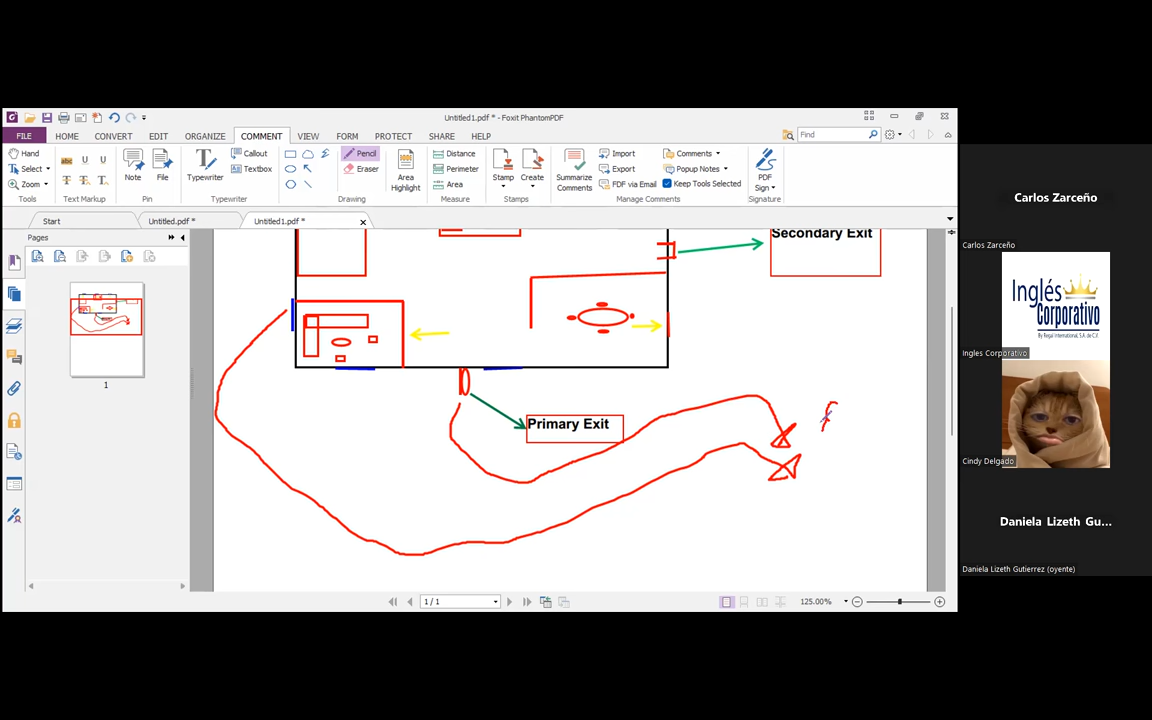 Untitled1.pdf * - Foxit PhantomPDF
FILE HOME CONVERT EDIT ORGANIZE COMMENT VIEW FORM PROTECT SHARE HELP
Find
Hand
Select
Zoom
Tools
T T T
Text Markup
Note
File
Pin
Typewriter
Callout
Textbox
Typewriter
Pencil
Eraser
Drawing
Area Highlight
Distance
Perimeter
Area
Measure
Stamp
Create
Stamps
Summarize Comments
Import
Export
FDF via Email
Comments
Popup Notes
Keep Tools Selected
Manage Comments
PDF Sign
Signature
Start
Untitled.pdf *
Untitled1.pdf *
Pages
1
Secondary Exit
Primary Exit
1 / 1
125.00%
Carlos Zarceño
Carlos Zarceño
Inglés
Corporativo
By Regal International, S.A de C.V
Ingles Corporativo
Cindy Delgado
Daniela Lizeth Gu...
Daniela Lizeth Gutierrez (oyente)